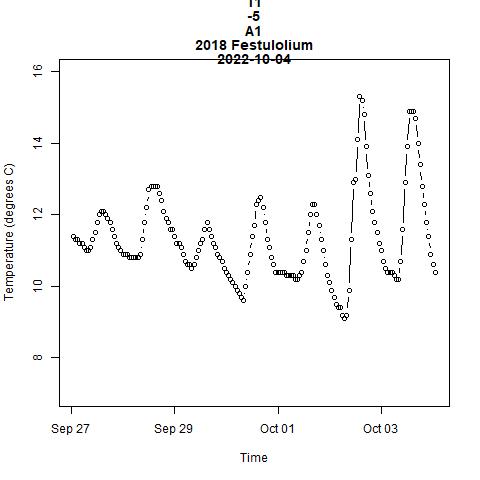 -5
A1
2018 Festulolium
2022-10-04
16
14
12
10
8
Temperature (degrees C)
Sep 27
Sep 29
Oct 01
Oct 03
Time